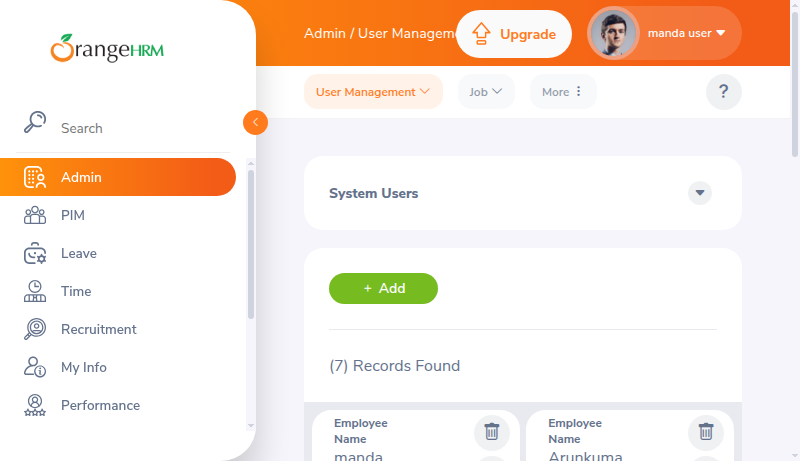 OrangeHRM
Search
Admin
PIM
Leave
Time
Recruitment
My Info
Performance
Admin / User Manageme
Upgrade
manda user
User Management
Job
More
?
System Users
+ Add
(7) Records Found
Employee
Name
manda
Employee
Name
Arunkuma